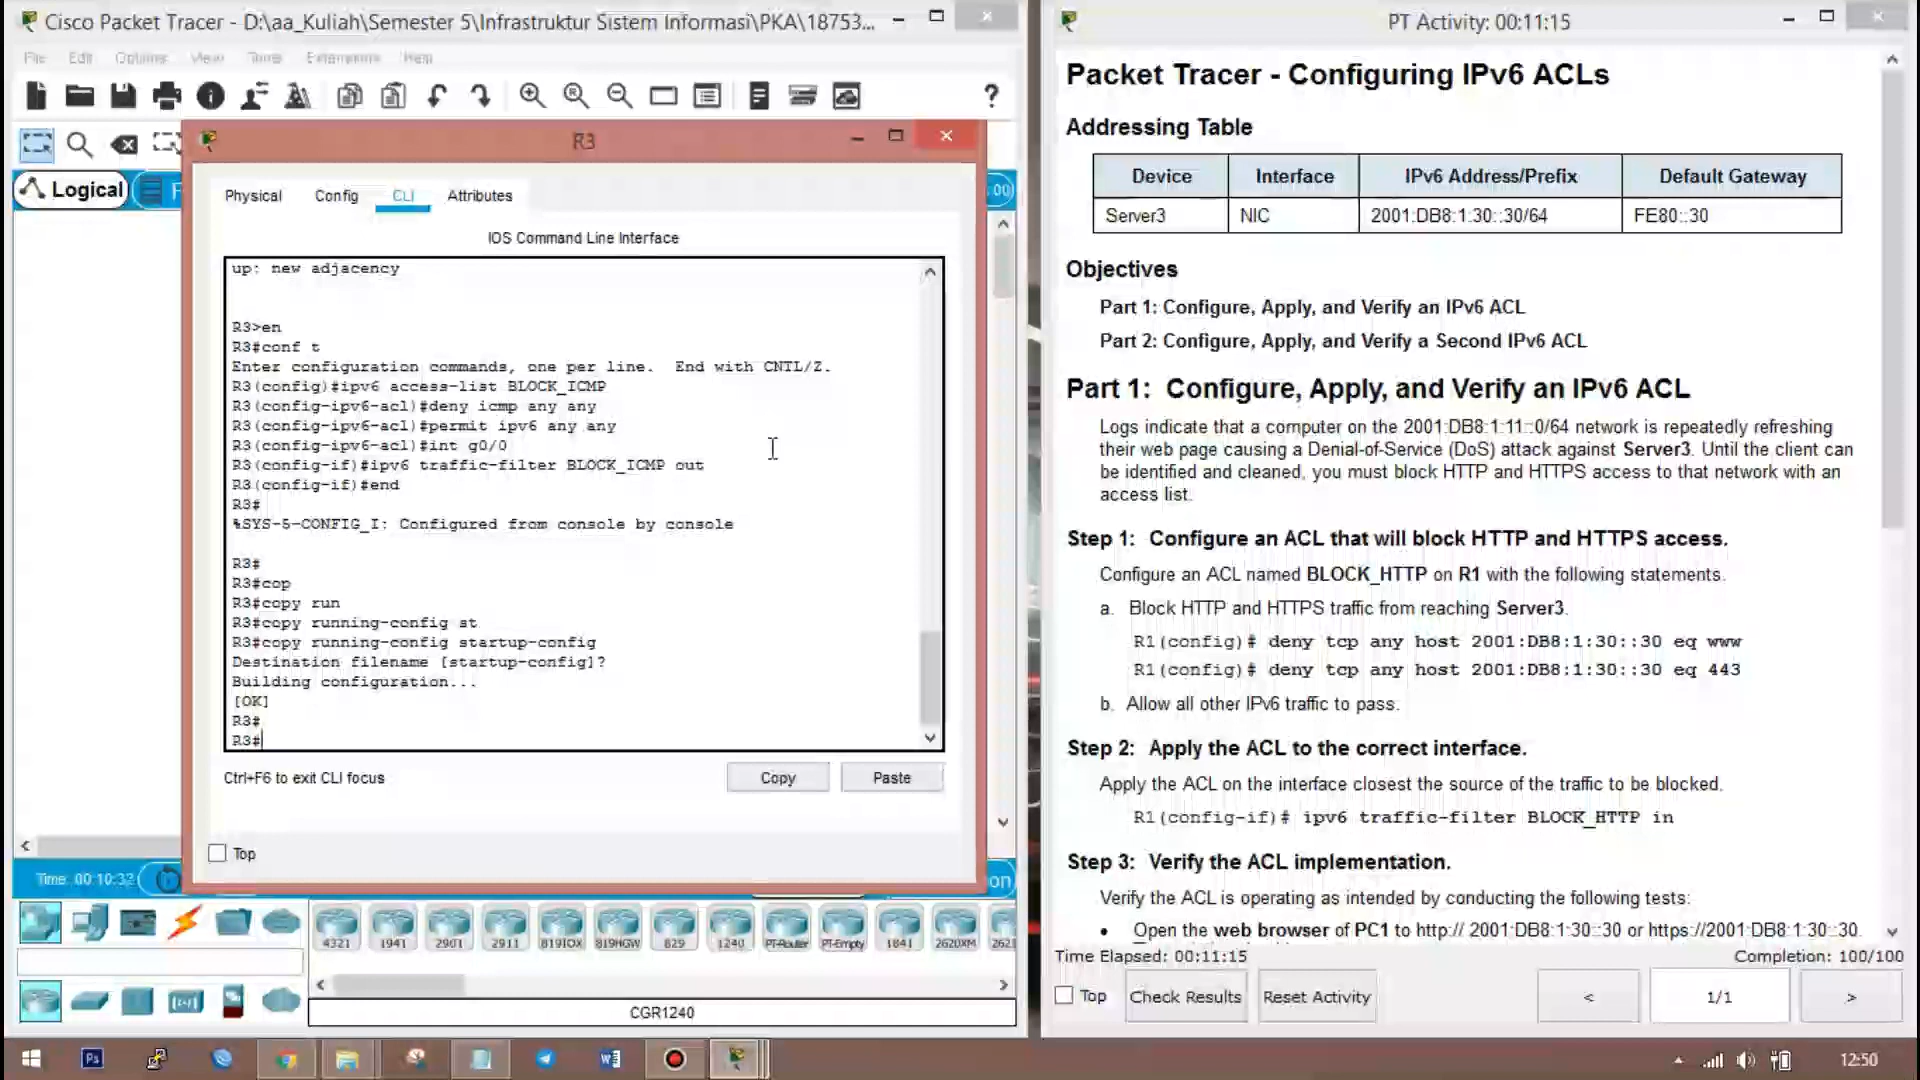 Cisco Packet Tracer - D:\aa_Kuliah\Semester 5\Infrastruktur Sistem Informasi\PKA\18753...
File Edit Options View Tools Extensions Help
Logical
R3
Physical Config CLI Attributes
IOS Command Line Interface
up: new adjacency
R3>en
R3#conf t
Enter configuration commands, one per line. End with CNTL/Z.
R3(config)#ipv6 access-list BLOCK_ICMP
R3(config-ipv6-acl)#deny icmp any any
R3(config-ipv6-acl)#permit ipv6 any any
R3(config-ipv6-acl)#int g0/0
R3(config-if)#ipv6 traffic-filter BLOCK_ICMP out
R3(config-if)#end
R3#
%SYS-5-CONFIG_I: Configured from console by console
R3#
R3#cop
R3#copy run
R3#copy running-config st
R3#copy running-config startup-config
Destination filename [startup-config]?
Building configuration...
[OK]
R3#
R3#
Ctrl+F6 to exit CLI focus
Copy
Paste
Top
Time: 00:10:32
on
4321 1941 2901 2911 819IOX 819HGW 829 1240 PT-Router PT-Empty 1841 2620XM 262
CGR1240
PT Activity: 00:11:15
Packet Tracer - Configuring IPv6 ACLs
Addressing Table
Device Interface IPv6 Address/Prefix Default Gateway
Server3 NIC 2001:DB8:1:30::30/64 FE80::30
Objectives
Part 1: Configure, Apply, and Verify an IPv6 ACL
Part 2: Configure, Apply, and Verify a Second IPv6 ACL
Part 1: Configure, Apply, and Verify an IPv6 ACL
Logs indicate that a computer on the 2001:DB8:1:11::0/64 network is repeatedly refreshing
their web page causing a Denial-of-Service (DoS) attack against Server3. Until the client can
be identified and cleaned, you must block HTTP and HTTPS access to that network with an
access list.
Step 1: Configure an ACL that will block HTTP and HTTPS access.
Configure an ACL named BLOCK_HTTP on R1 with the following statements.
a. Block HTTP and HTTPS traffic from reaching Server3.
R1(config)# deny tcp any host 2001:DB8:1:30::30 eq www
R1(config)# deny tcp any host 2001:DB8:1:30::30 eq 443
b. Allow all other IPv6 traffic to pass.
Step 2: Apply the ACL to the correct interface.
Apply the ACL on the interface closest the source of the traffic to be blocked.
R1(config-if)# ipv6 traffic-filter BLOCK_HTTP in
Step 3: Verify the ACL implementation.
Verify the ACL is operating as intended by conducting the following tests:
• Open the web browser of PC1 to http:// 2001:DB8:1:30::30 or https://2001:DB8:1:30::30.
Time Elapsed: 00:11:15
Completion: 100/100
Top
Check Results
Reset Activity
<
1/1
>
12:50